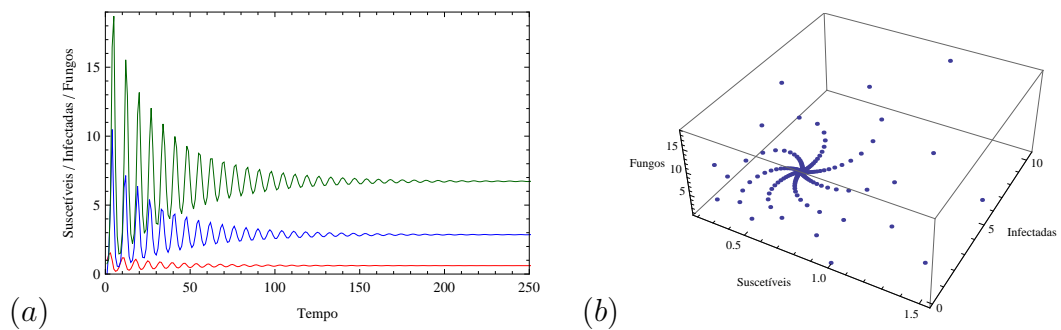 (a)
Suscetíveis / Infectadas / Fungos
15
10
5
0
0 50 100 150 200 250
Tempo
(b)
Fungos
15
10
5
0.5
1.0
1.5
Suscetíveis
0
5
10
Infectadas